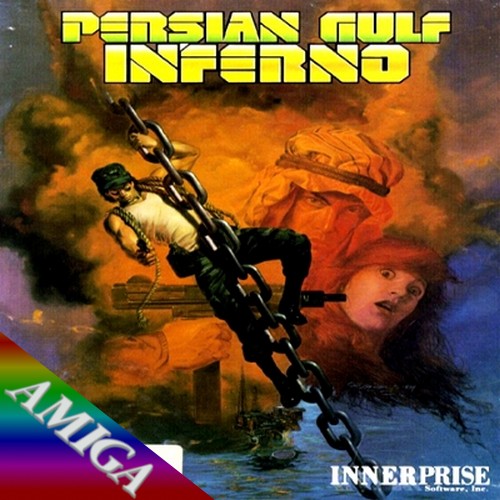 PERSIAN GULF
INFERNO
AMIGA
INNERPRISE
Software, Inc.